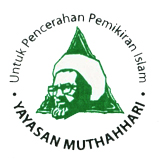 Untuk Pencerahan Pemikiran Islam
• YAYASAN MUTHAHHARI •